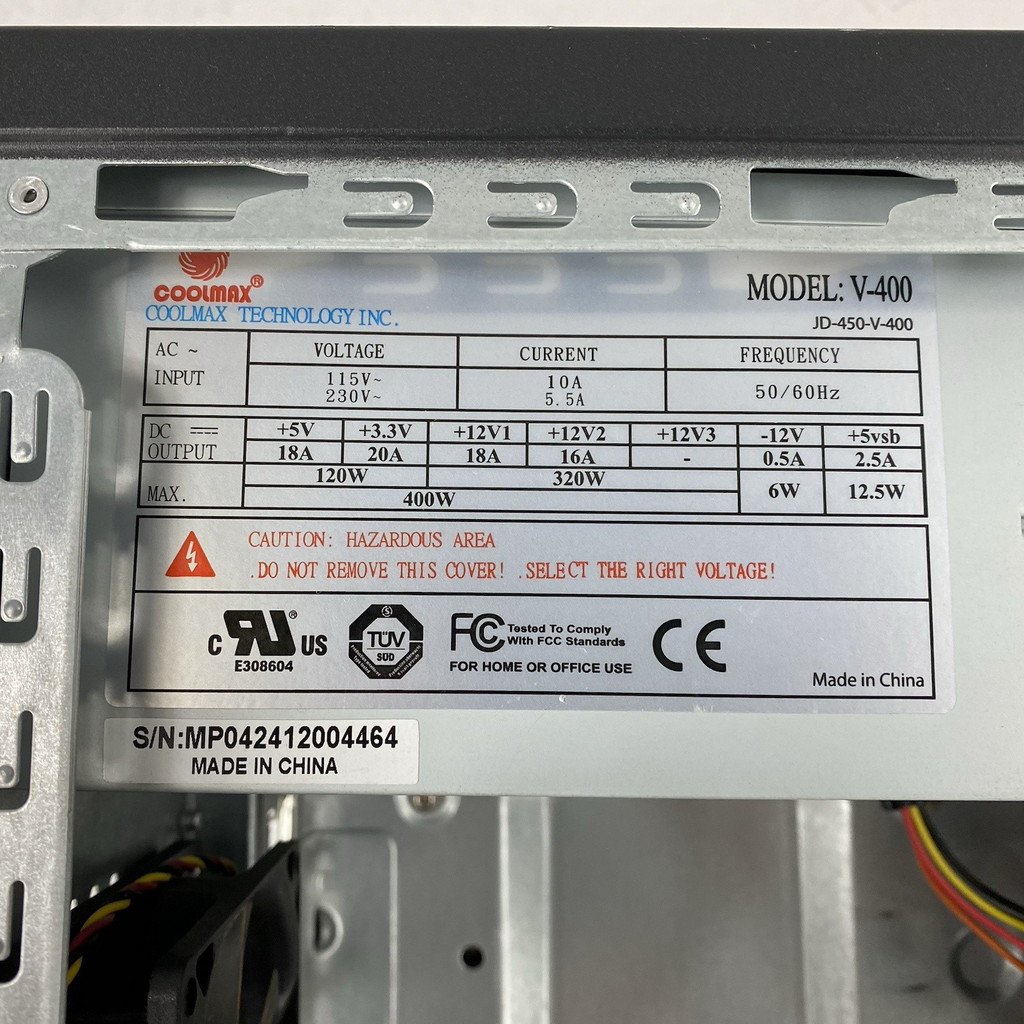 COOLMAX®
COOLMAX TECHNOLOGY INC.
MODEL: V-400
JD-450-V-400
AC ~ INPUT VOLTAGE CURRENT FREQUENCY
115V~ 10A 50/60Hz
230V~ 5.5A
DC OUTPUT +5V +3.3V +12V1 +12V2 +12V3 -12V +5vsb
18A 20A 18A 16A - 0.5A 2.5A
MAX. 120W 320W 6W 12.5W
400W
CAUTION: HAZARDOUS AREA
.DO NOT REMOVE THIS COVER! .SELECT THE RIGHT VOLTAGE!
c RU® US
E308604
S
TÜV
SÜD
FC Tested To Comply
With FCC Standards
FOR HOME OR OFFICE USE
CE
Made in China
S/N:MP042412004464
MADE IN CHINA